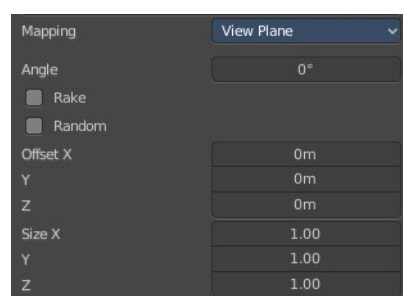 Mapping View Plane
Angle 0°
Rake
Random
Offset X 0m
Y 0m
Z 0m
Size X 1.00
Y 1.00
Z 1.00